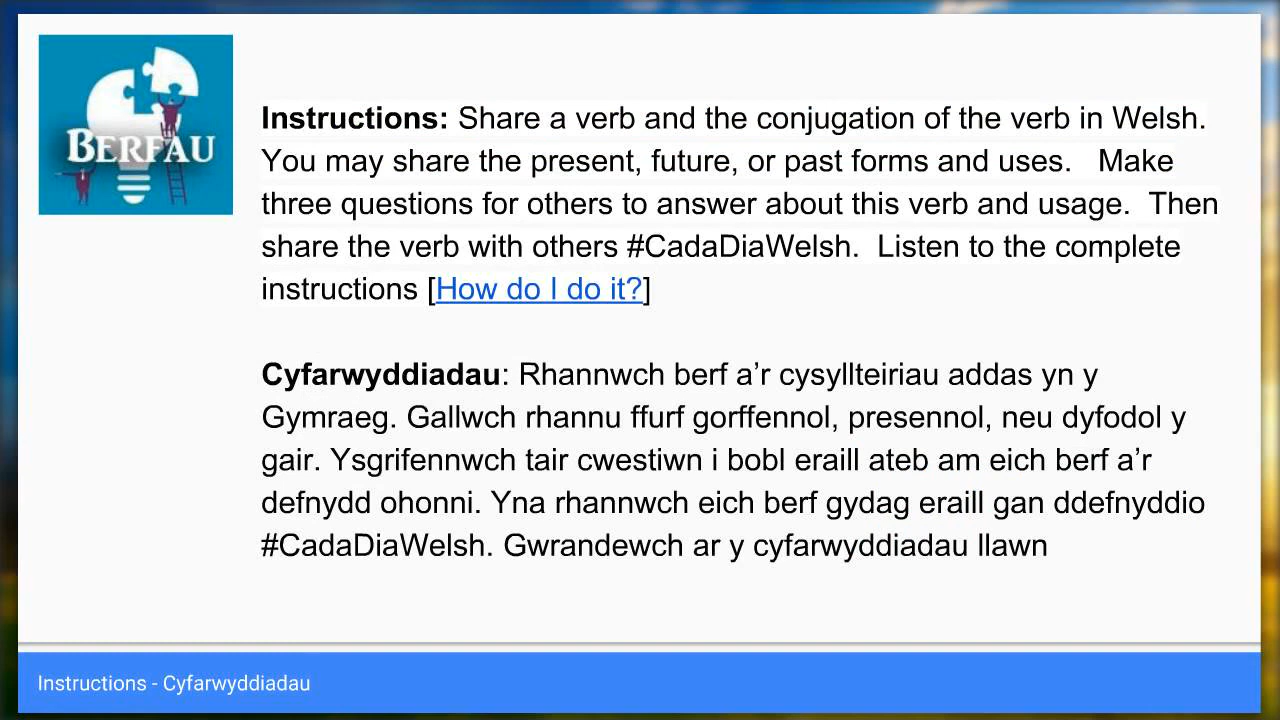 BERFAU
Instructions: Share a verb and the conjugation of the verb in Welsh.
You may share the present, future, or past forms and uses.   Make
three questions for others to answer about this verb and usage.  Then
share the verb with others #CadaDiaWelsh.  Listen to the complete
instructions [How do I do it?]
Cyfarwyddiadau: Rhannwch berf a’r cysyllteiriau addas yn y
Gymraeg. Gallwch rhannu ffurf gorffennol, presennol, neu dyfodol y
gair. Ysgrifennwch tair cwestiwn i bobl eraill ateb am eich berf a’r
defnydd ohonni. Yna rhannwch eich berf gydag eraill gan ddefnyddio
#CadaDiaWelsh. Gwrandewch ar y cyfarwyddiadau llawn
Instructions - Cyfarwyddiadau